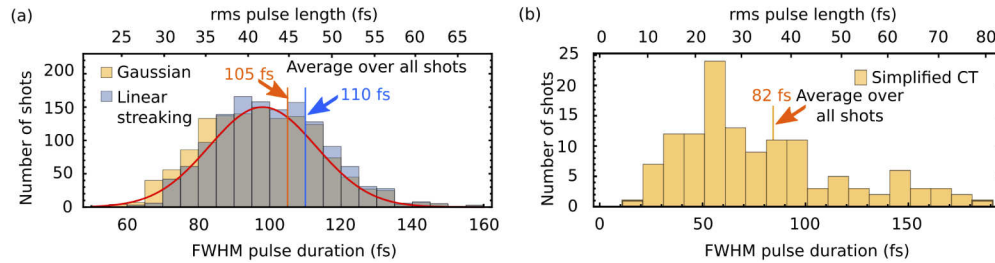 (a)
rms pulse length (fs)
25 30 35 40 45 50 55 60 65
Number of shots
200
150
100
50
0
Gaussian
Linear
streaking
Average over all shots
105 fs
110 fs
60 80 100 120 140 160
FWHM pulse duration (fs)
(b)
rms pulse length (fs)
0 10 20 30 40 50 60 70 80
Number of shots
25
20
15
10
5
0
Simplified CT
82 fs
Average over
all shots
0 50 100 150
FWHM pulse duration (fs)